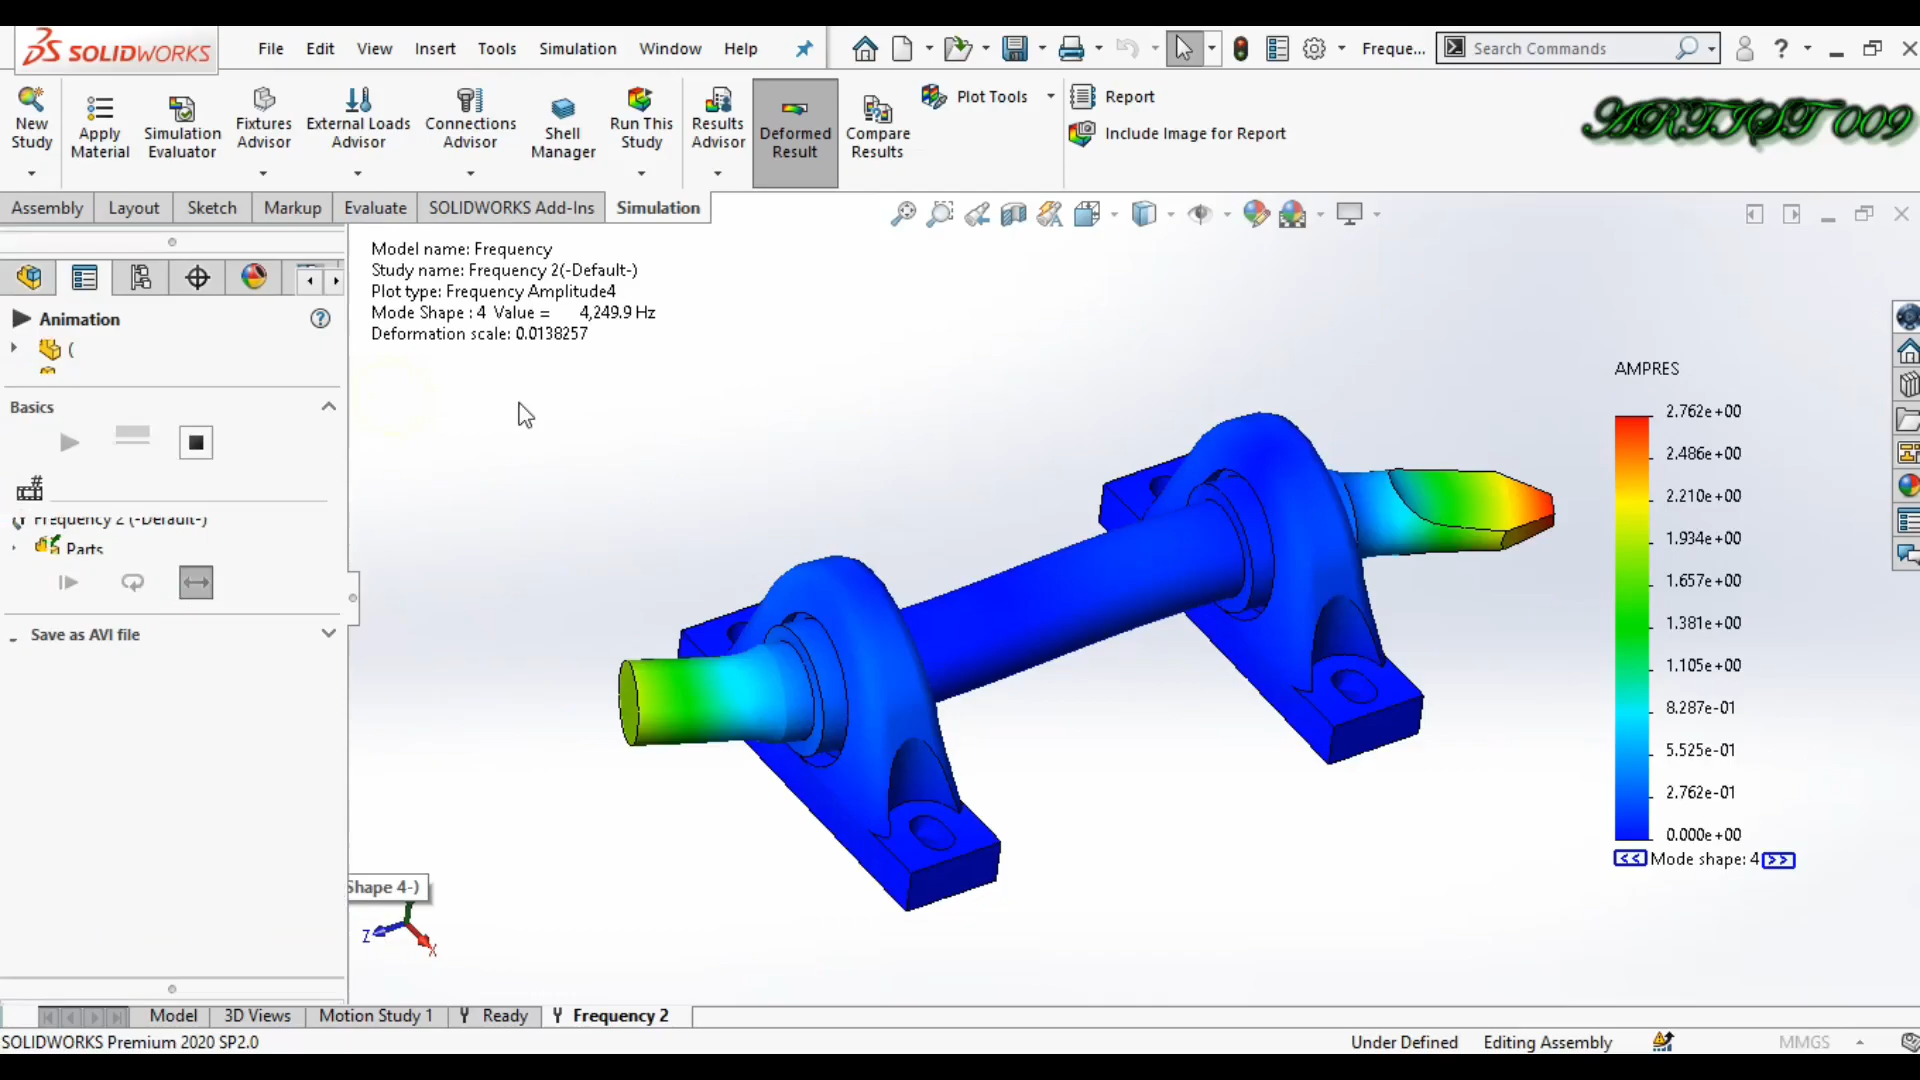 SOLIDWORKS
File Edit View Insert Tools Simulation Window Help
Freque...
Search Commands
New Study
Apply Material
Simulation Evaluator
Fixtures Advisor
External Loads Advisor
Connections Advisor
Shell Manager
Run This Study
Results Advisor
Deformed Result
Compare Results
Plot Tools
Report
Include Image for Report
ARTIST 009
Assembly Layout Sketch Markup Evaluate SOLIDWORKS Add-Ins Simulation
Model name: Frequency
Study name: Frequency 2(-Default-)
Plot type: Frequency Amplitude4
Mode Shape : 4 Value = 4,249.9 Hz
Deformation scale: 0.0138257
Animation
(
Basics
Frequency 2 (-Default-)
Parts
Save as AVI file
AMPRES
2.762e+00
2.486e+00
2.210e+00
1.934e+00
1.657e+00
1.381e+00
1.105e+00
8.287e-01
5.525e-01
2.762e-01
0.000e+00
<< Mode shape: 4 >>
Shape 4-)
Z
X
Model 3D Views Motion Study 1 Ready Frequency 2
SOLIDWORKS Premium 2020 SP2.0
Under Defined Editing Assembly MMGS